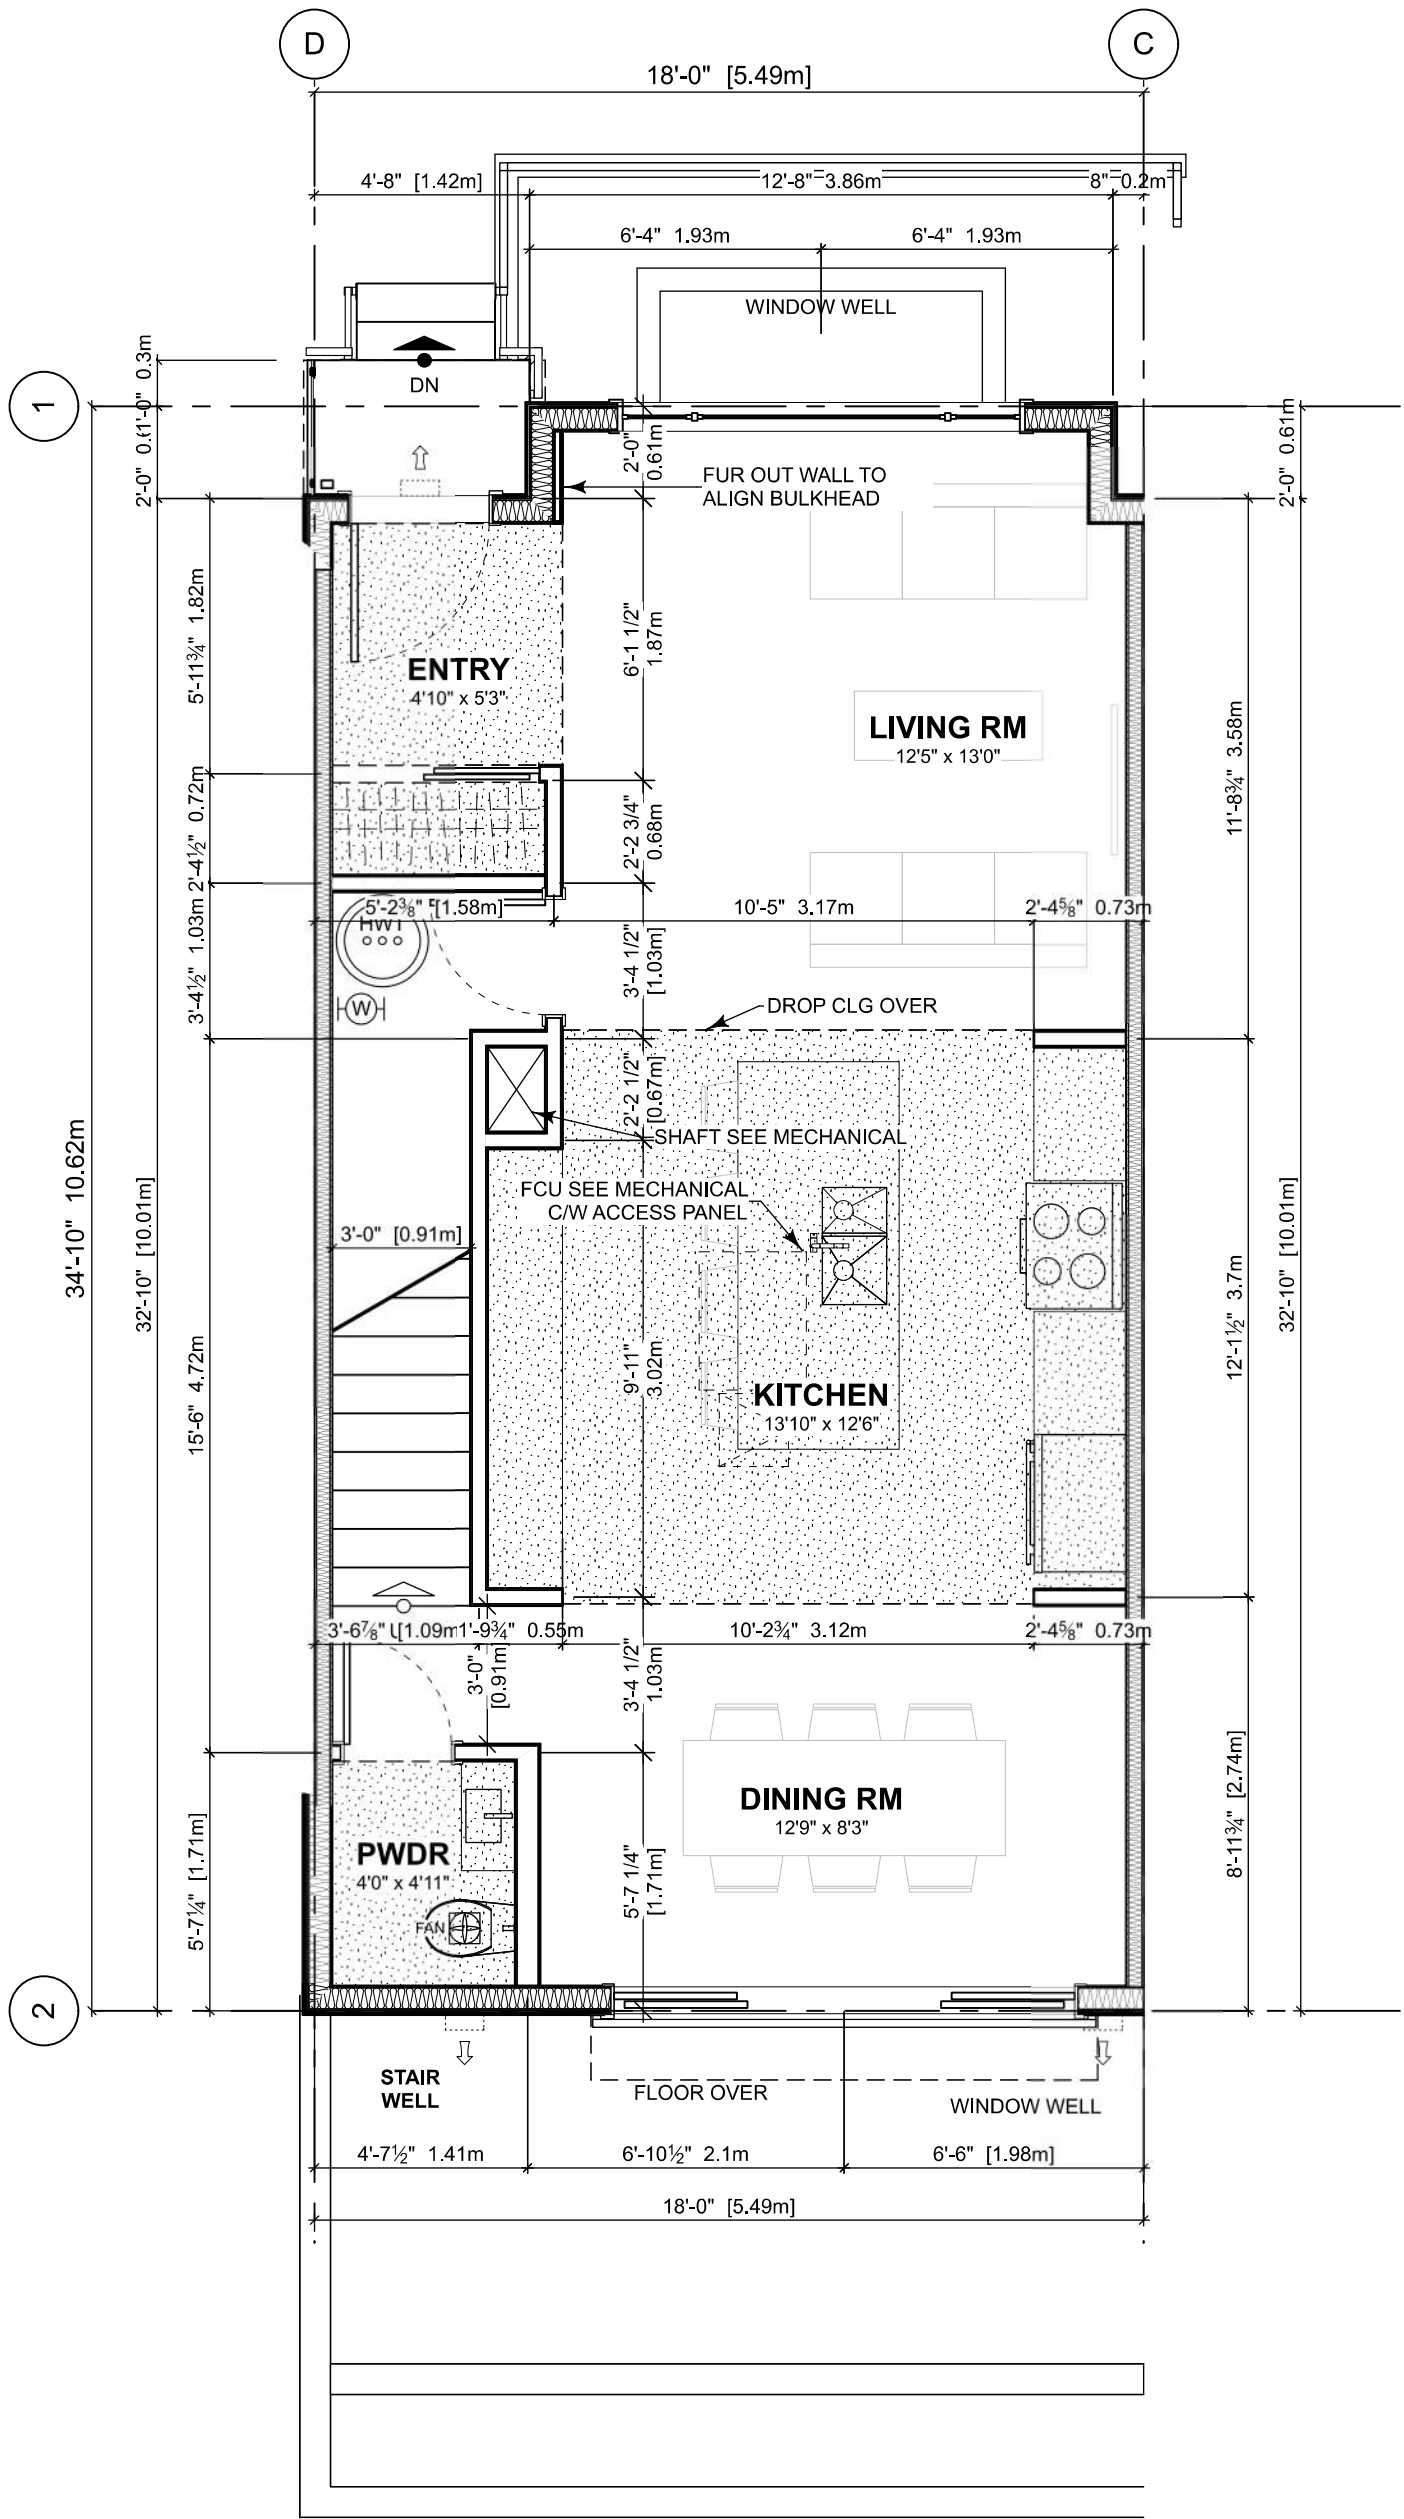 D
C
18'-0" [5.49m]
4'-8" [1.42m]
12'-8" 3.86m
8" 0.2m
6'-4" 1.93m
6'-4" 1.93m
WINDOW WELL
DN
1
1'-0" 0.3m
2'-0"
2'-0"
0.61m
2'-0" 0.61m
FUR OUT WALL TO
ALIGN BULKHEAD
5'-11¾" 1.82m
6'-1 1/2"
1.87m
ENTRY
4'10" x 5'3"
LIVING RM
12'5" x 13'0"
11'-8¾" 3.58m
2'-4½" 0.72m
2'-2 3/4"
0.68m
5'-2⅜" [1.58m]
10'-5" 3.17m
2'-4⅝" 0.73m
HWT
W
3'-4½" 1.03m
3'-4 1/2"
[1.03m]
DROP CLG OVER
2'-2 1/2"
[0.67m]
SHAFT SEE MECHANICAL
FCU SEE MECHANICAL
C/W ACCESS PANEL
34'-10" 10.62m
32'-10" [10.01m]
3'-0" [0.91m]
15'-6" 4.72m
9'-11"
3.02m
KITCHEN
13'10" x 12'6"
12'-1½" 3.7m
32'-10" [10.01m]
3'-6⅞" [1.09m
1'-9¾" 0.55m
10'-2¾" 3.12m
2'-4⅝" 0.73m
3'-0"
[0.91m]
3'-4 1/2"
1.03m
DINING RM
12'9" x 8'3"
PWDR
4'0" x 4'11"
FAN
5'-7¼" [1.71m]
5'-7 1/4"
[1.71m]
8'-11¾" [2.74m]
2
STAIR
WELL
FLOOR OVER
WINDOW WELL
4'-7½" 1.41m
6'-10½" 2.1m
6'-6" [1.98m]
18'-0" [5.49m]